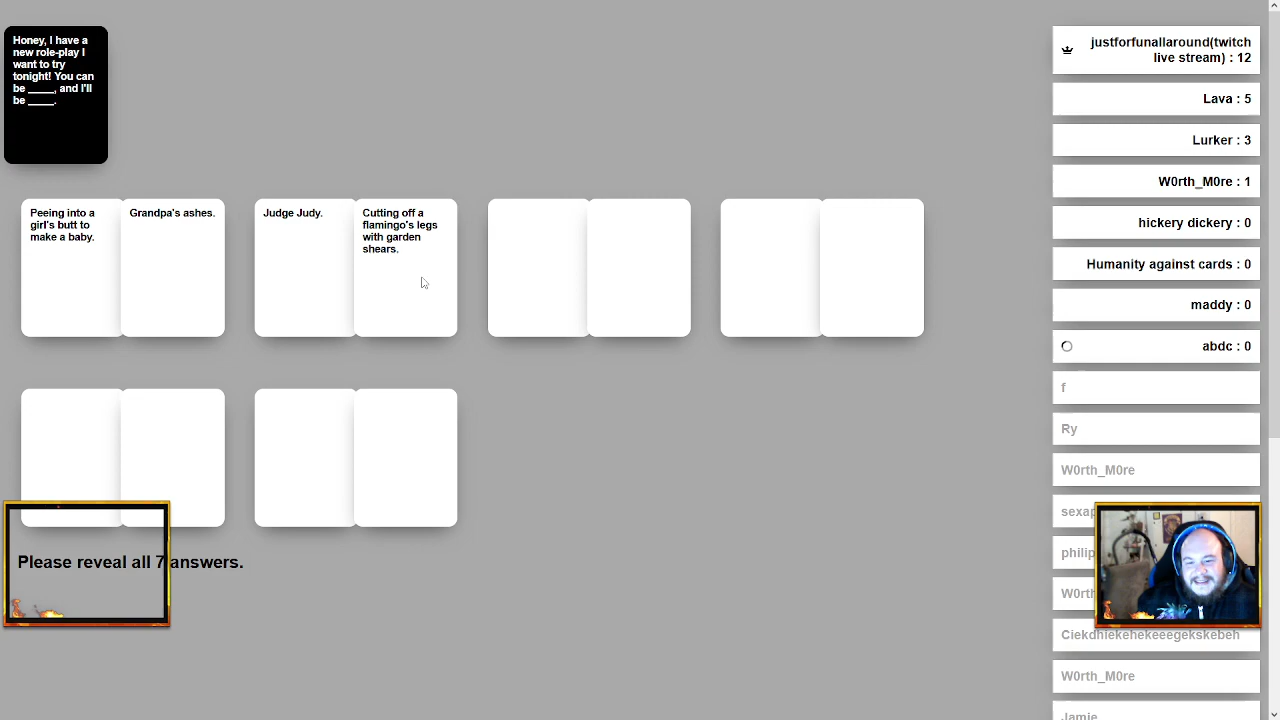 Honey, I have a
new role-play I
want to try
tonight! You can
be _____, and I'll
be _____.
Peeing into a
girl's butt to
make a baby.
Grandpa's ashes.
Judge Judy.
Cutting off a
flamingo's legs
with garden
shears.
Please reveal all 7 answers.
justforfunallaround(twitch
live stream) : 12
Lava : 5
Lurker : 3
W0rth_M0re : 1
hickery dickery : 0
Humanity against cards : 0
maddy : 0
abdc : 0
f
Ry
W0rth_M0re
Ciekdhiekehekeeegekskebeh
W0rth_M0re
Jamie